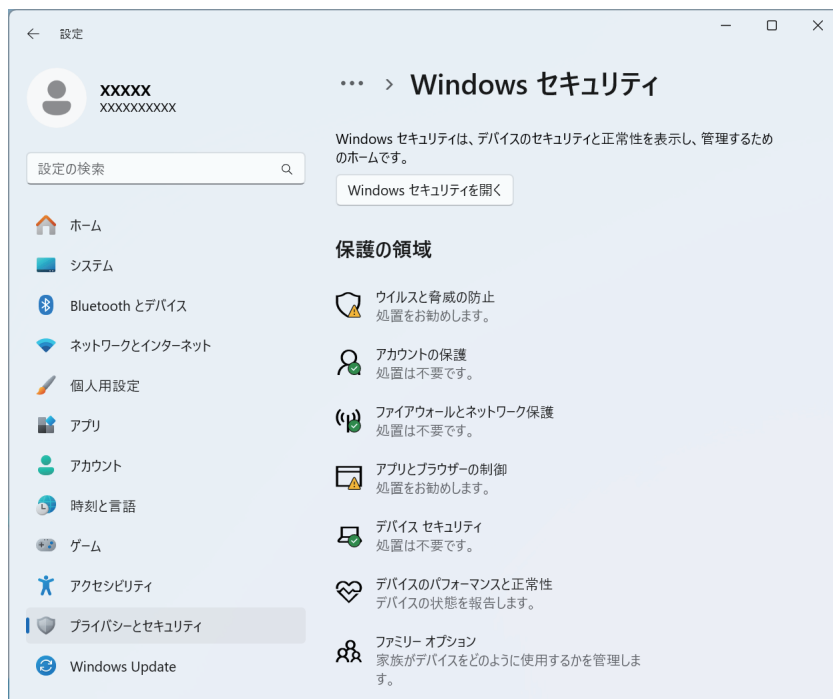 設定
XXXXX
XXXXXXXXXX
設定の検索
ホーム
システム
Bluetooth とデバイス
ネットワークとインターネット
個人用設定
アプリ
アカウント
時刻と言語
ゲーム
アクセシビリティ
プライバシーとセキュリティ
Windows Update
… > Windows セキュリティ
Windows セキュリティは、デバイスのセキュリティと正常性を表示し、管理するため
のホームです。
Windows セキュリティを開く
保護の領域
ウイルスと脅威の防止
処置をお勧めします。
アカウントの保護
処置は不要です。
ファイアウォールとネットワーク保護
処置は不要です。
アプリとブラウザーの制御
処置をお勧めします。
デバイス セキュリティ
処置は不要です。
デバイスのパフォーマンスと正常性
デバイスの状態を報告します。
ファミリー オプション
家族がデバイスをどのように使用するかを管理しま
す。